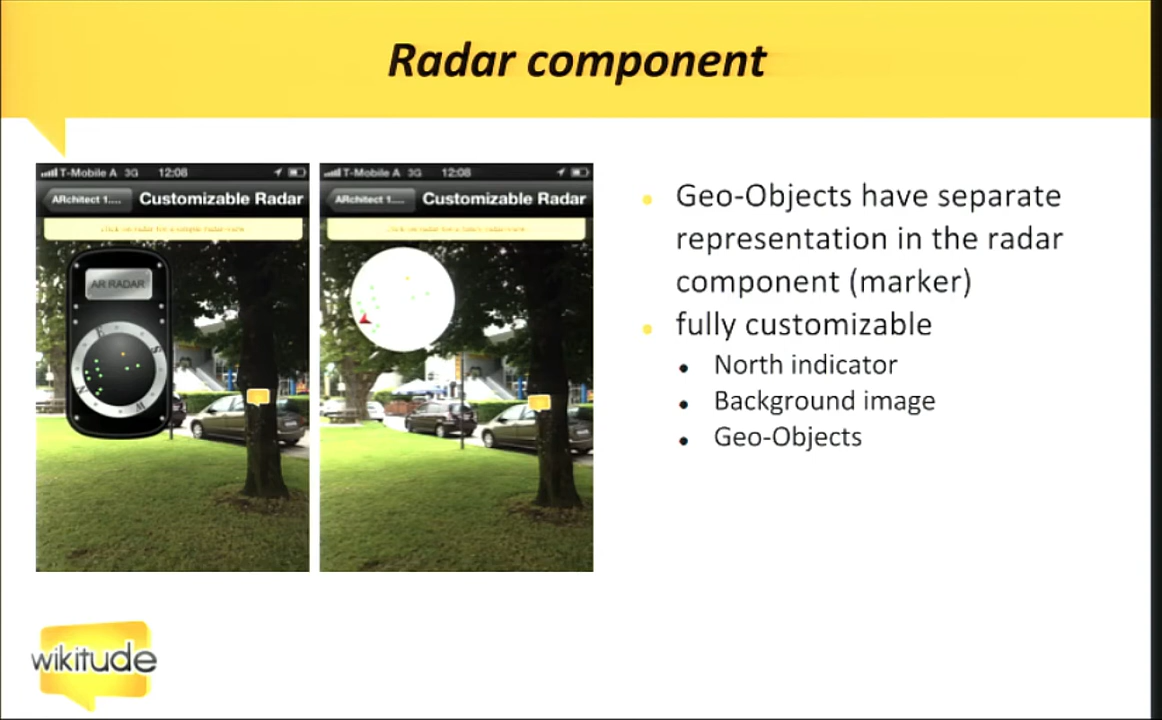 Radar component
T-Mobile A 3G 12:08
ARchitect 1....
Customizable Radar
AR RADAR
E
S
N
W
T-Mobile A 3G 12:08
ARchitect 1....
Customizable Radar
Geo-Objects have separate
representation in the radar
component (marker)
fully customizable
North indicator
Background image
Geo-Objects
wikitude